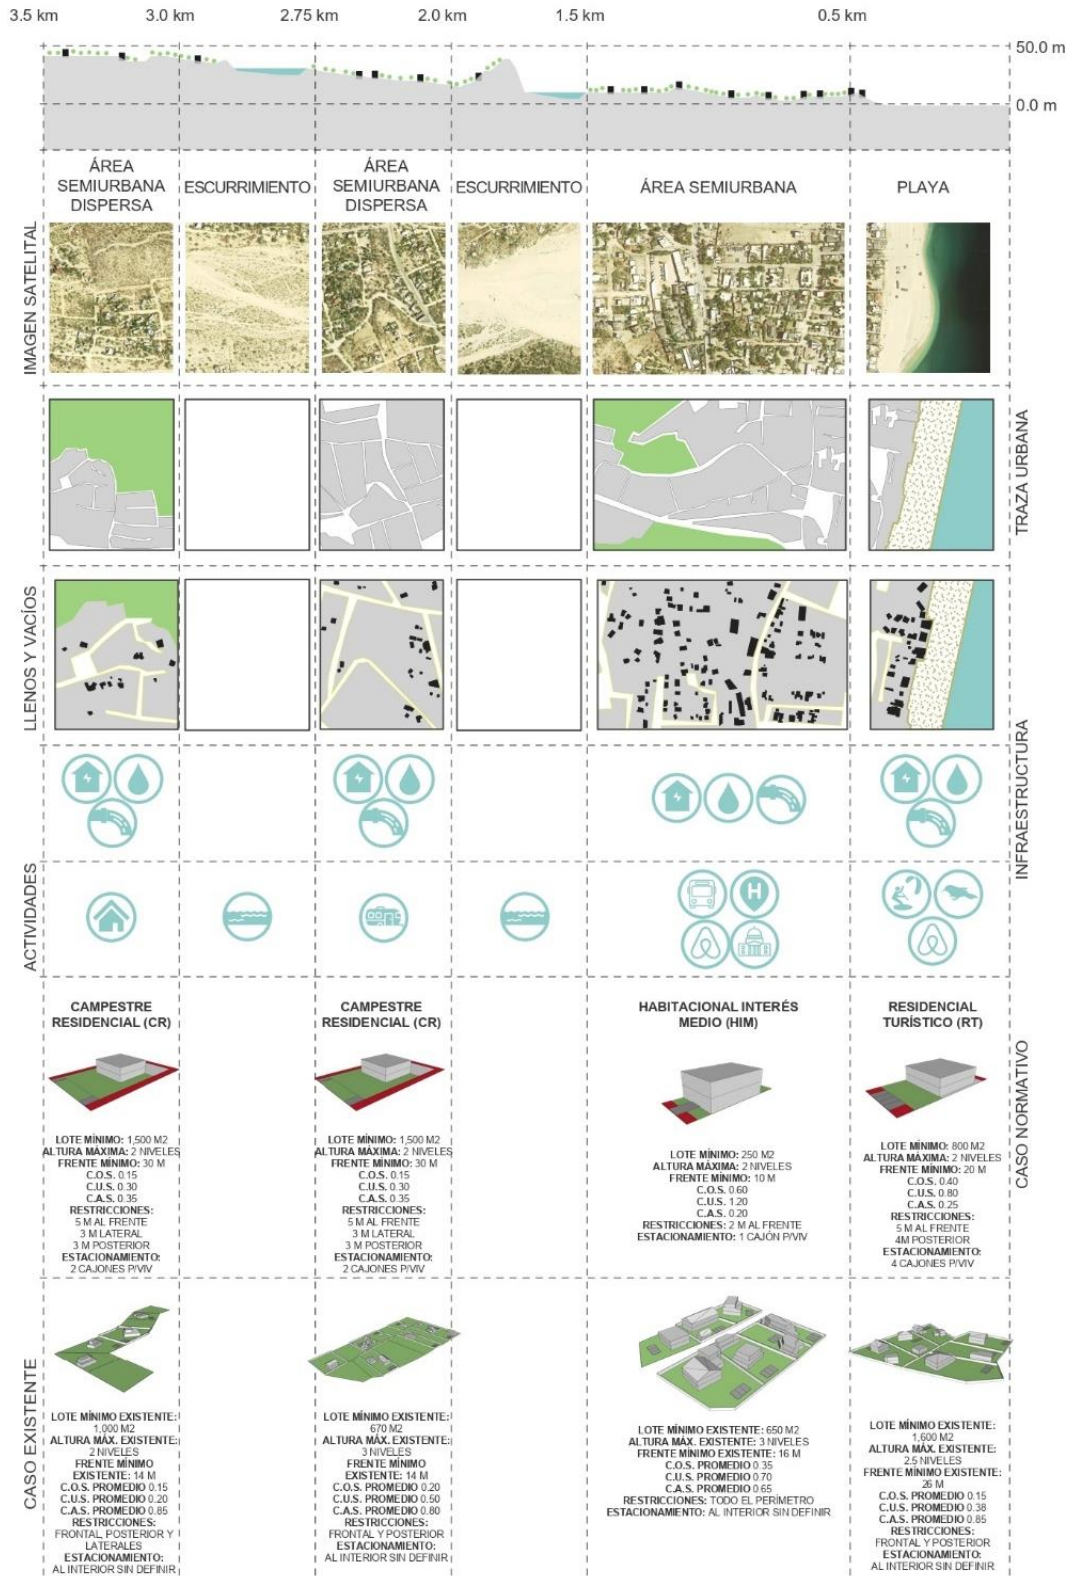 3.5 km
3.0 km
2.75 km
2.0 km
1.5 km
0.5 km
50.0 m
0.0 m
ÁREA
SEMIURBANA
DISPERSA
ESCURRIMIENTO
ÁREA
SEMIURBANA
DISPERSA
ESCURRIMIENTO
ÁREA SEMIURBANA
PLAYA
IMAGEN SATELITAL
TRAZA URBANA
LLENOS Y VACÍOS
INFRAESTRUCTURA
ACTIVIDADES
H
CAMPESTRE
RESIDENCIAL (CR)
LOTE MÍNIMO: 1,500 M2
ALTURA MÁXIMA: 2 NIVELES
FRENTE MÍNIMO: 30 M
C.O.S. 0.15
C.U.S. 0.30
C.A.S. 0.35
RESTRICCIONES:
5 M AL FRENTE
3 M LATERAL
3 M POSTERIOR
ESTACIONAMIENTO:
2 CAJONES P/VIV
CAMPESTRE
RESIDENCIAL (CR)
LOTE MÍNIMO: 1,500 M2
ALTURA MÁXIMA: 2 NIVELES
FRENTE MÍNIMO: 30 M
C.O.S. 0.15
C.U.S. 0.30
C.A.S. 0.35
RESTRICCIONES:
5 M AL FRENTE
3 M LATERAL
3 M POSTERIOR
ESTACIONAMIENTO:
2 CAJONES P/VIV
HABITACIONAL INTERÉS
MEDIO (HIM)
LOTE MÍNIMO: 250 M2
ALTURA MÁXIMA: 2 NIVELES
FRENTE MÍNIMO: 10 M
C.O.S. 0.60
C.U.S. 1.20
C.A.S. 0.20
RESTRICCIONES: 2 M AL FRENTE
ESTACIONAMIENTO: 1 CAJÓN P/VIV
RESIDENCIAL
TURÍSTICO (RT)
LOTE MÍNIMO: 800 M2
ALTURA MÁXIMA: 2 NIVELES
FRENTE MÍNIMO: 20 M
C.O.S. 0.40
C.U.S. 0.80
C.A.S. 0.25
RESTRICCIONES:
5 M AL FRENTE
4M POSTERIOR
ESTACIONAMIENTO:
4 CAJONES P/VIV
CASO NORMATIVO
CASO EXISTENTE
LOTE MÍNIMO EXISTENTE:
1,000 M2
ALTURA MÁX. EXISTENTE:
2 NIVELES
FRENTE MÍNIMO
EXISTENTE: 14 M
C.O.S. PROMEDIO 0.15
C.U.S. PROMEDIO 0.20
C.A.S. PROMEDIO 0.85
RESTRICCIONES:
FRONTAL, POSTERIOR Y
LATERALES
ESTACIONAMIENTO:
AL INTERIOR SIN DEFINIR
LOTE MÍNIMO EXISTENTE:
670 M2
ALTURA MÁX. EXISTENTE:
3 NIVELES
FRENTE MÍNIMO
EXISTENTE: 14 M
C.O.S. PROMEDIO 0.20
C.U.S. PROMEDIO 0.50
C.A.S. PROMEDIO 0.80
RESTRICCIONES:
FRONTAL Y POSTERIOR
ESTACIONAMIENTO:
AL INTERIOR SIN DEFINIR
LOTE MÍNIMO EXISTENTE: 650 M2
ALTURA MÁX. EXISTENTE: 3 NIVELES
FRENTE MÍNIMO EXISTENTE: 16 M
C.O.S. PROMEDIO 0.35
C.U.S. PROMEDIO 0.70
C.A.S. PROMEDIO 0.65
RESTRICCIONES: TODO EL PERÍMETRO
ESTACIONAMIENTO: AL INTERIOR SIN DEFINIR
LOTE MÍNIMO EXISTENTE:
1,600 M2
ALTURA MÁX. EXISTENTE:
2.5 NIVELES
FRENTE MÍNIMO EXISTENTE:
26 M
C.O.S. PROMEDIO 0.15
C.U.S. PROMEDIO 0.38
C.A.S. PROMEDIO 0.85
RESTRICCIONES:
FRONTAL Y POSTERIOR
ESTACIONAMIENTO:
AL INTERIOR SIN DEFINIR